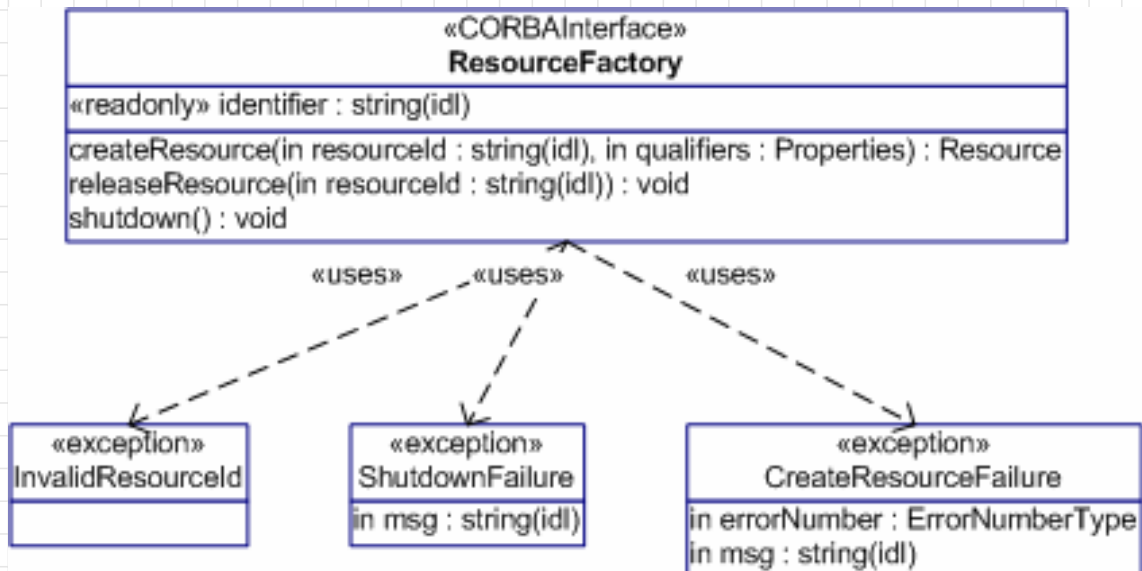 «CORBAInterface»
ResourceFactory
«readonly» identifier : string(idl)
createResource(in resourceId : string(idl), in qualifiers : Properties) : Resource
releaseResource(in resourceId : string(idl)) : void
shutdown() : void
«uses» «uses» «uses»
«exception»
InvalidResourceId
«exception»
ShutdownFailure
in msg : string(idl)
«exception»
CreateResourceFailure
in errorNumber : ErrorNumberType
in msg : string(idl)